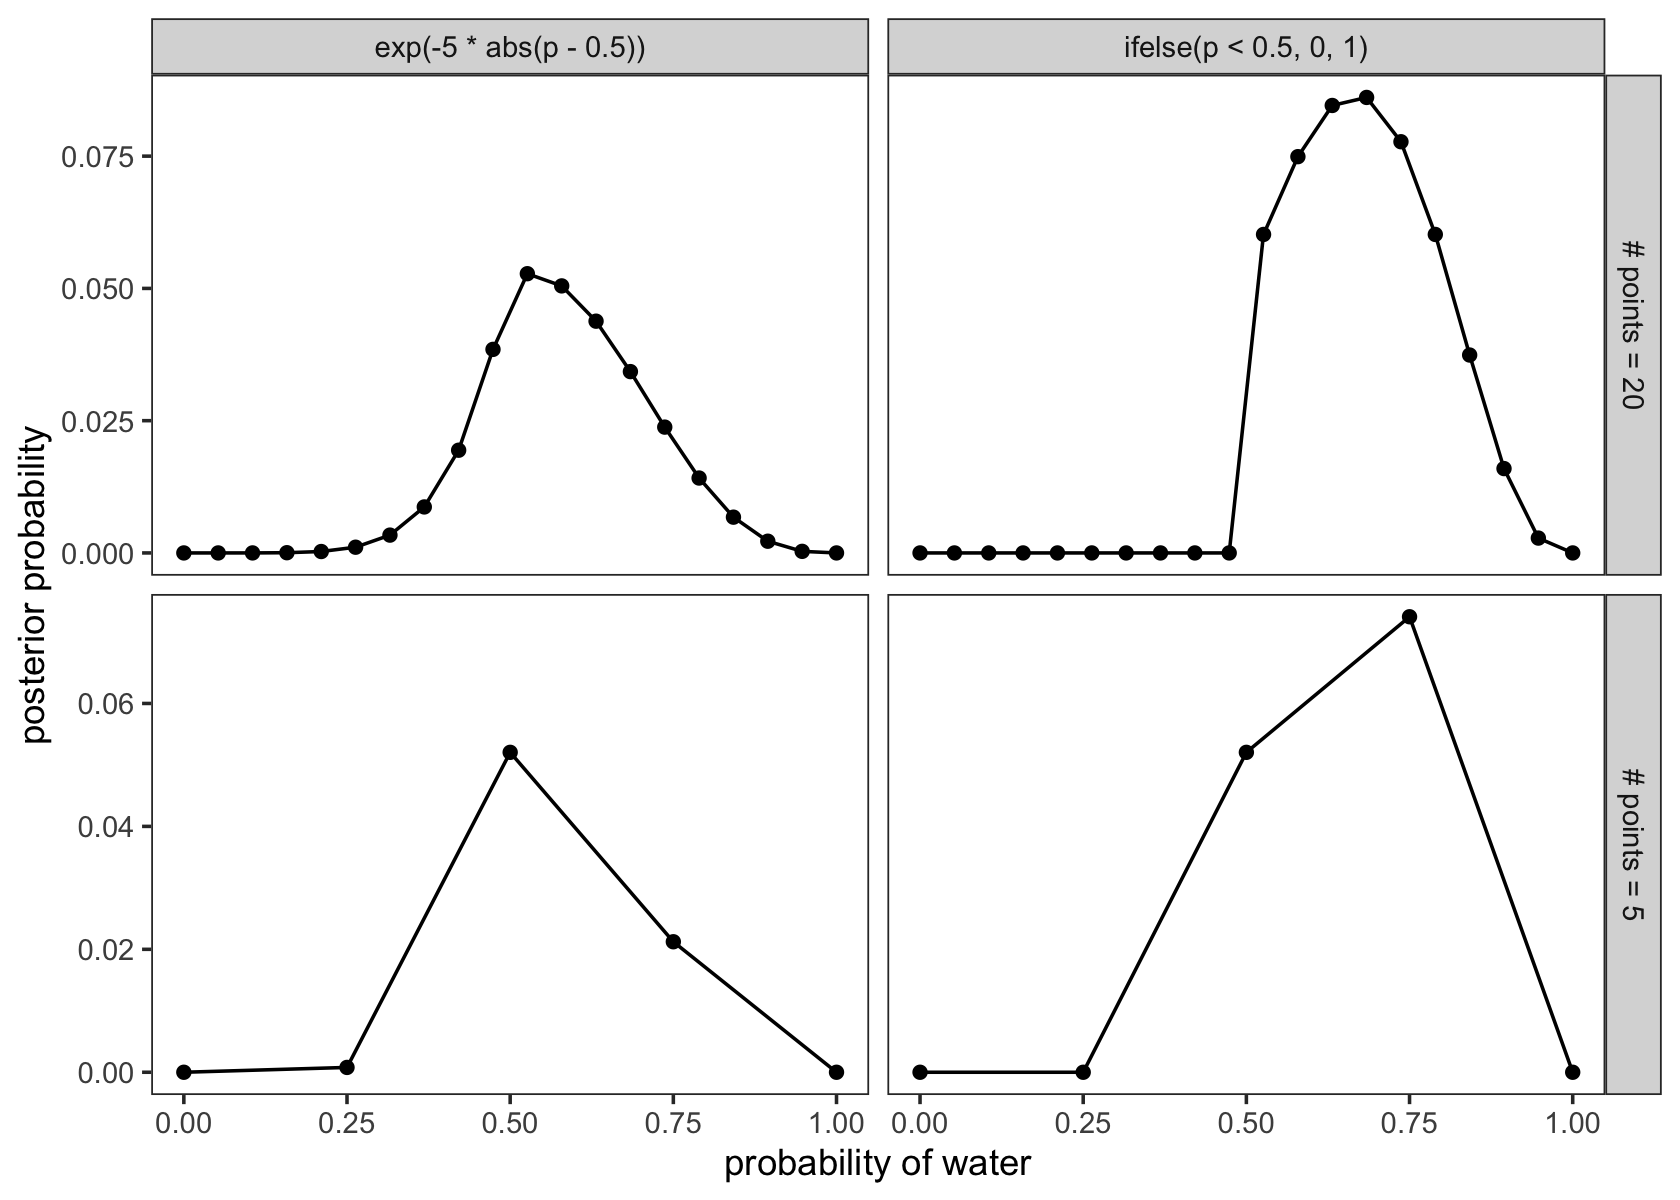 exp(-5 * abs(p - 0.5))
ifelse(p < 0.5, 0, 1)
0.075
0.050
0.025
0.000
# points = 20
0.06
0.04
0.02
0.00
# points = 5
posterior probability
0.00 0.25 0.50 0.75 1.00
0.00 0.25 0.50 0.75 1.00
probability of water